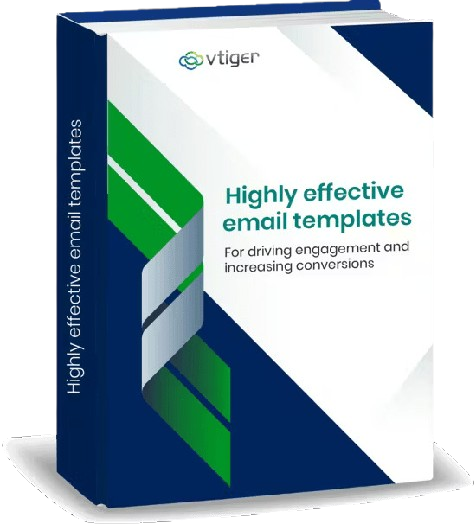 vtiger
Highly effective
email templates
For driving engagement and
increasing conversions
Highly effective email templates